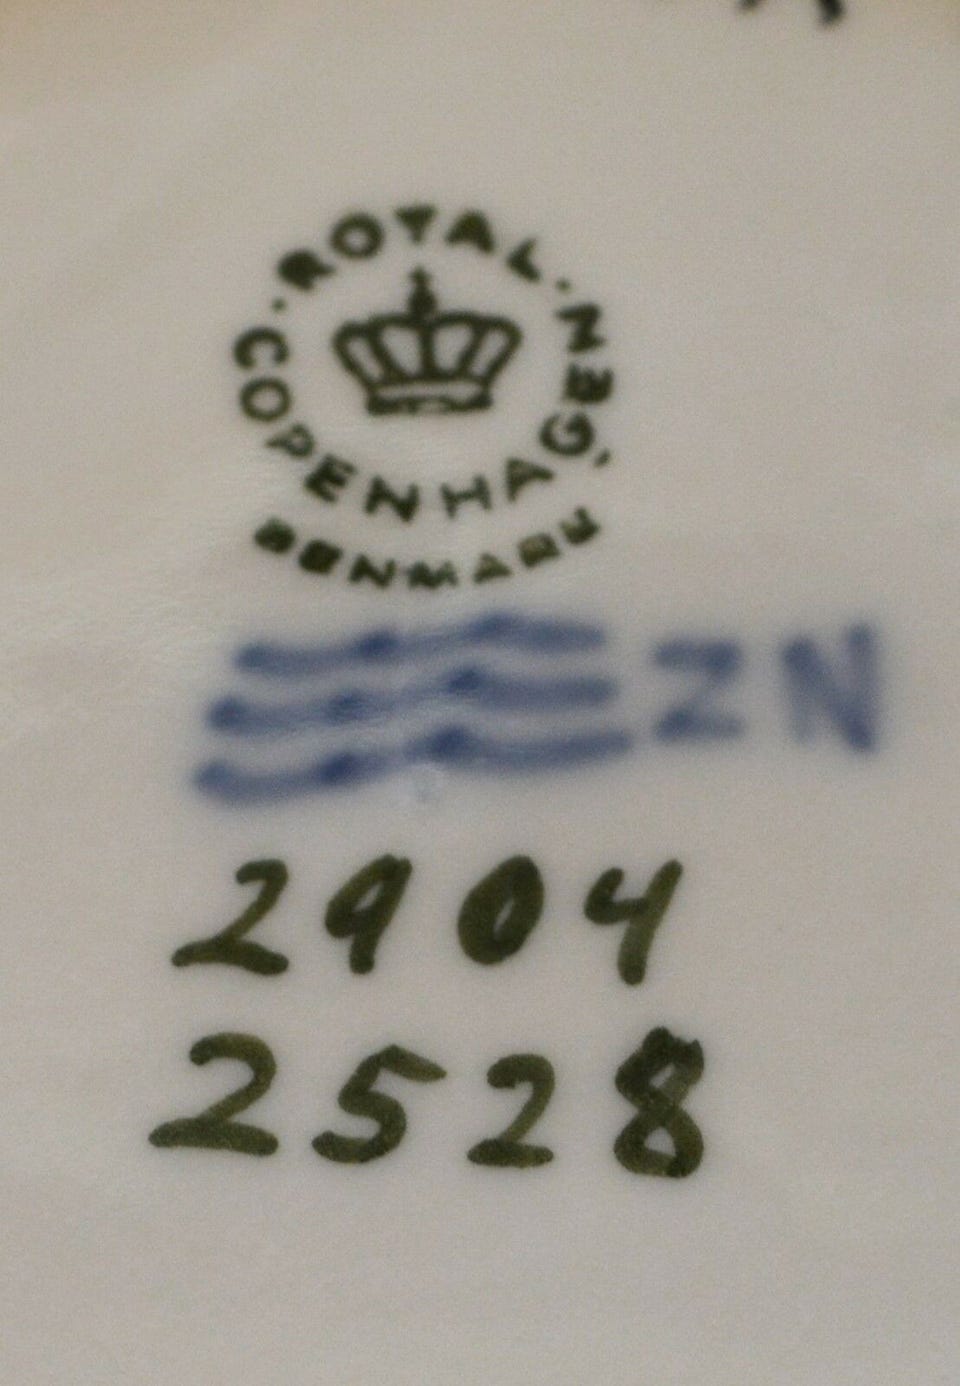 ROYAL
COPENHAGEN
DENMARK
ZN
2904
2528